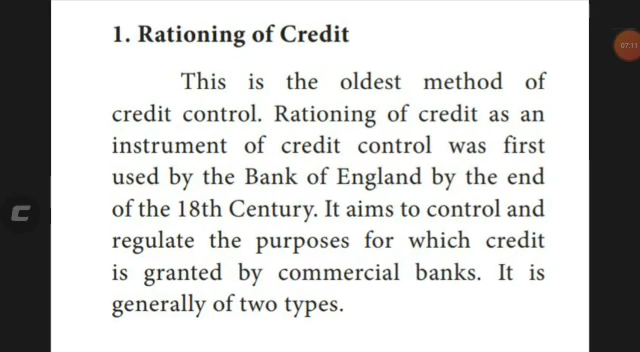 1. Rationing of Credit
This is the oldest method of
credit control. Rationing of credit as an
instrument of credit control was first
used by the Bank of England by the end
of the 18th Century. It aims to control and
regulate the purposes for which credit
is granted by commercial banks. It is
generally of two types.
07:11